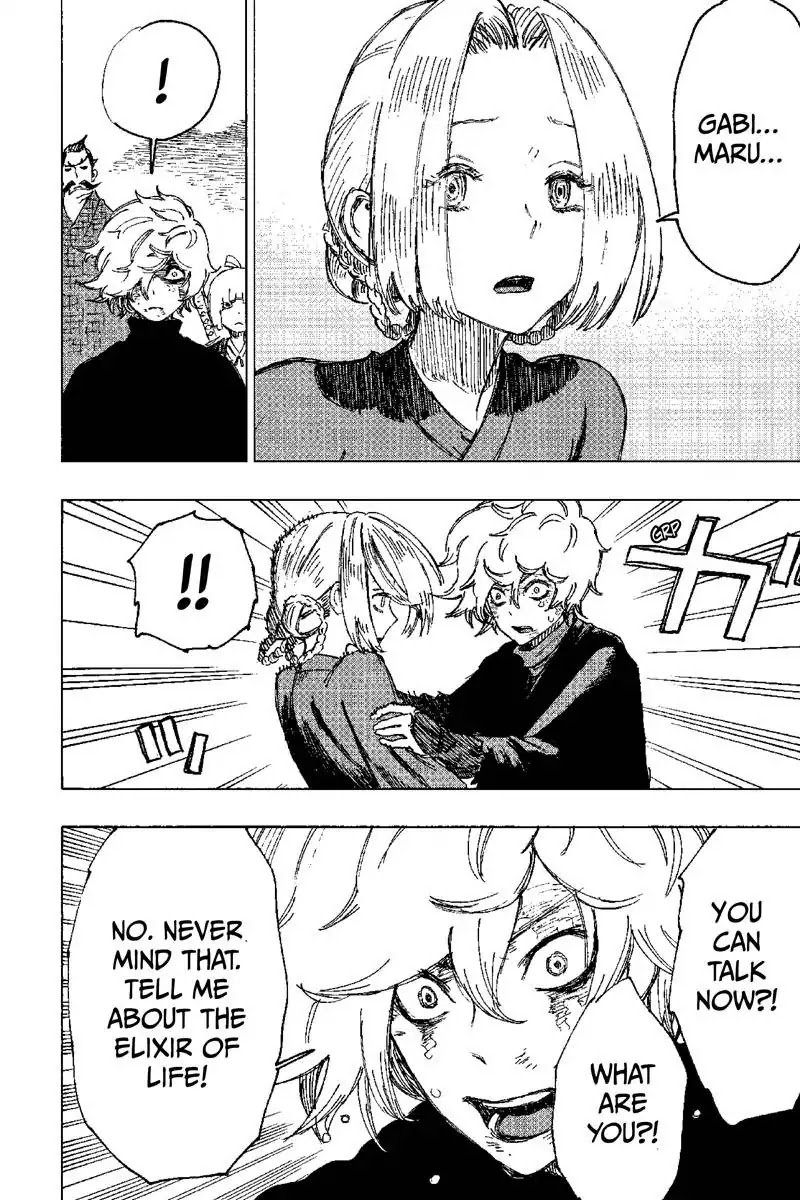 GABI...
MARU...
!
GRP
ガ
!!
YOU
CAN
TALK
NOW?!
WHAT
ARE
YOU?!
NO. NEVER
MIND THAT.
TELL ME
ABOUT THE
ELIXIR OF
LIFE!